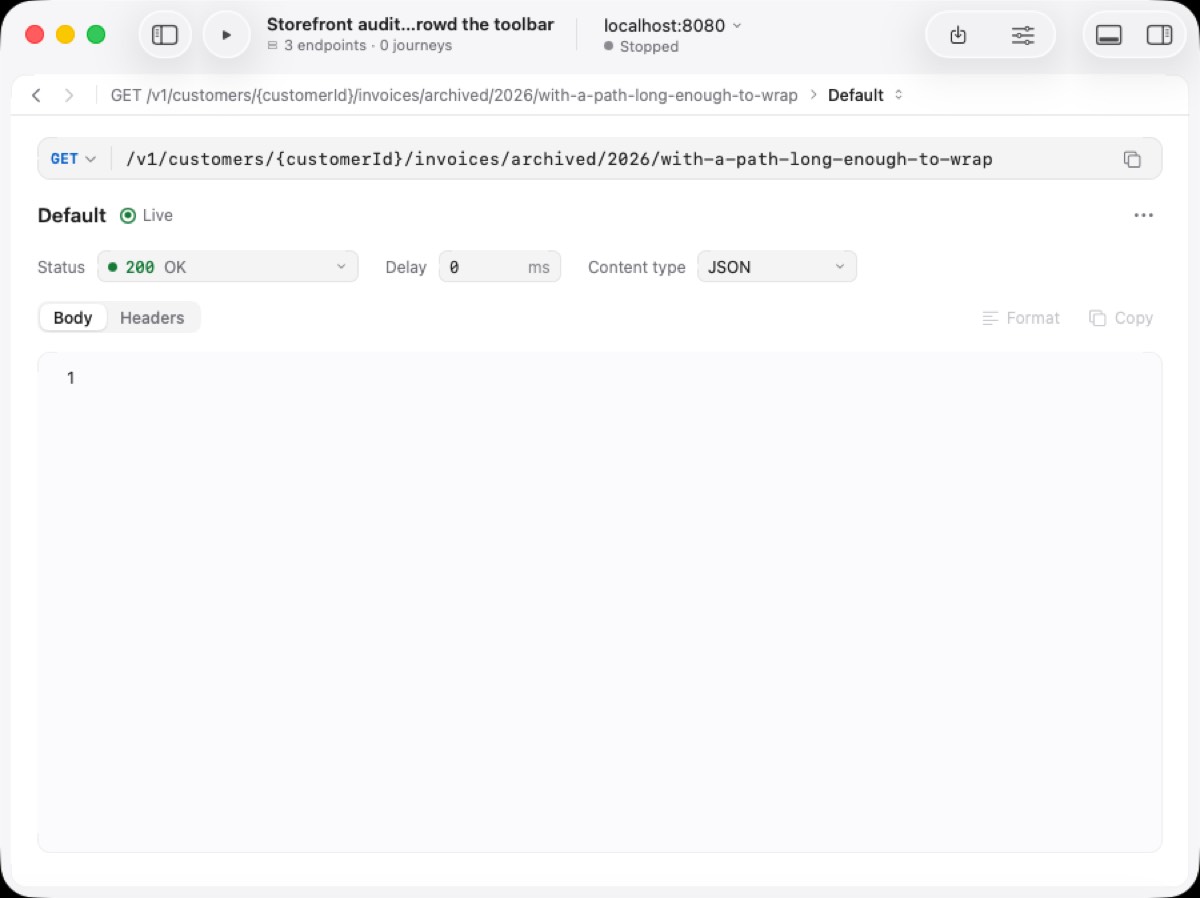 Storefront audit...rowd the toolbar
3 endpoints · 0 journeys
localhost:8080
Stopped
GET /v1/customers/{customerId}/invoices/archived/2026/with-a-path-long-enough-to-wrap > Default
GET /v1/customers/{customerId}/invoices/archived/2026/with-a-path-long-enough-to-wrap
Default Live
Status 200 OK Delay 0 ms Content type JSON
Body Headers Format Copy
1